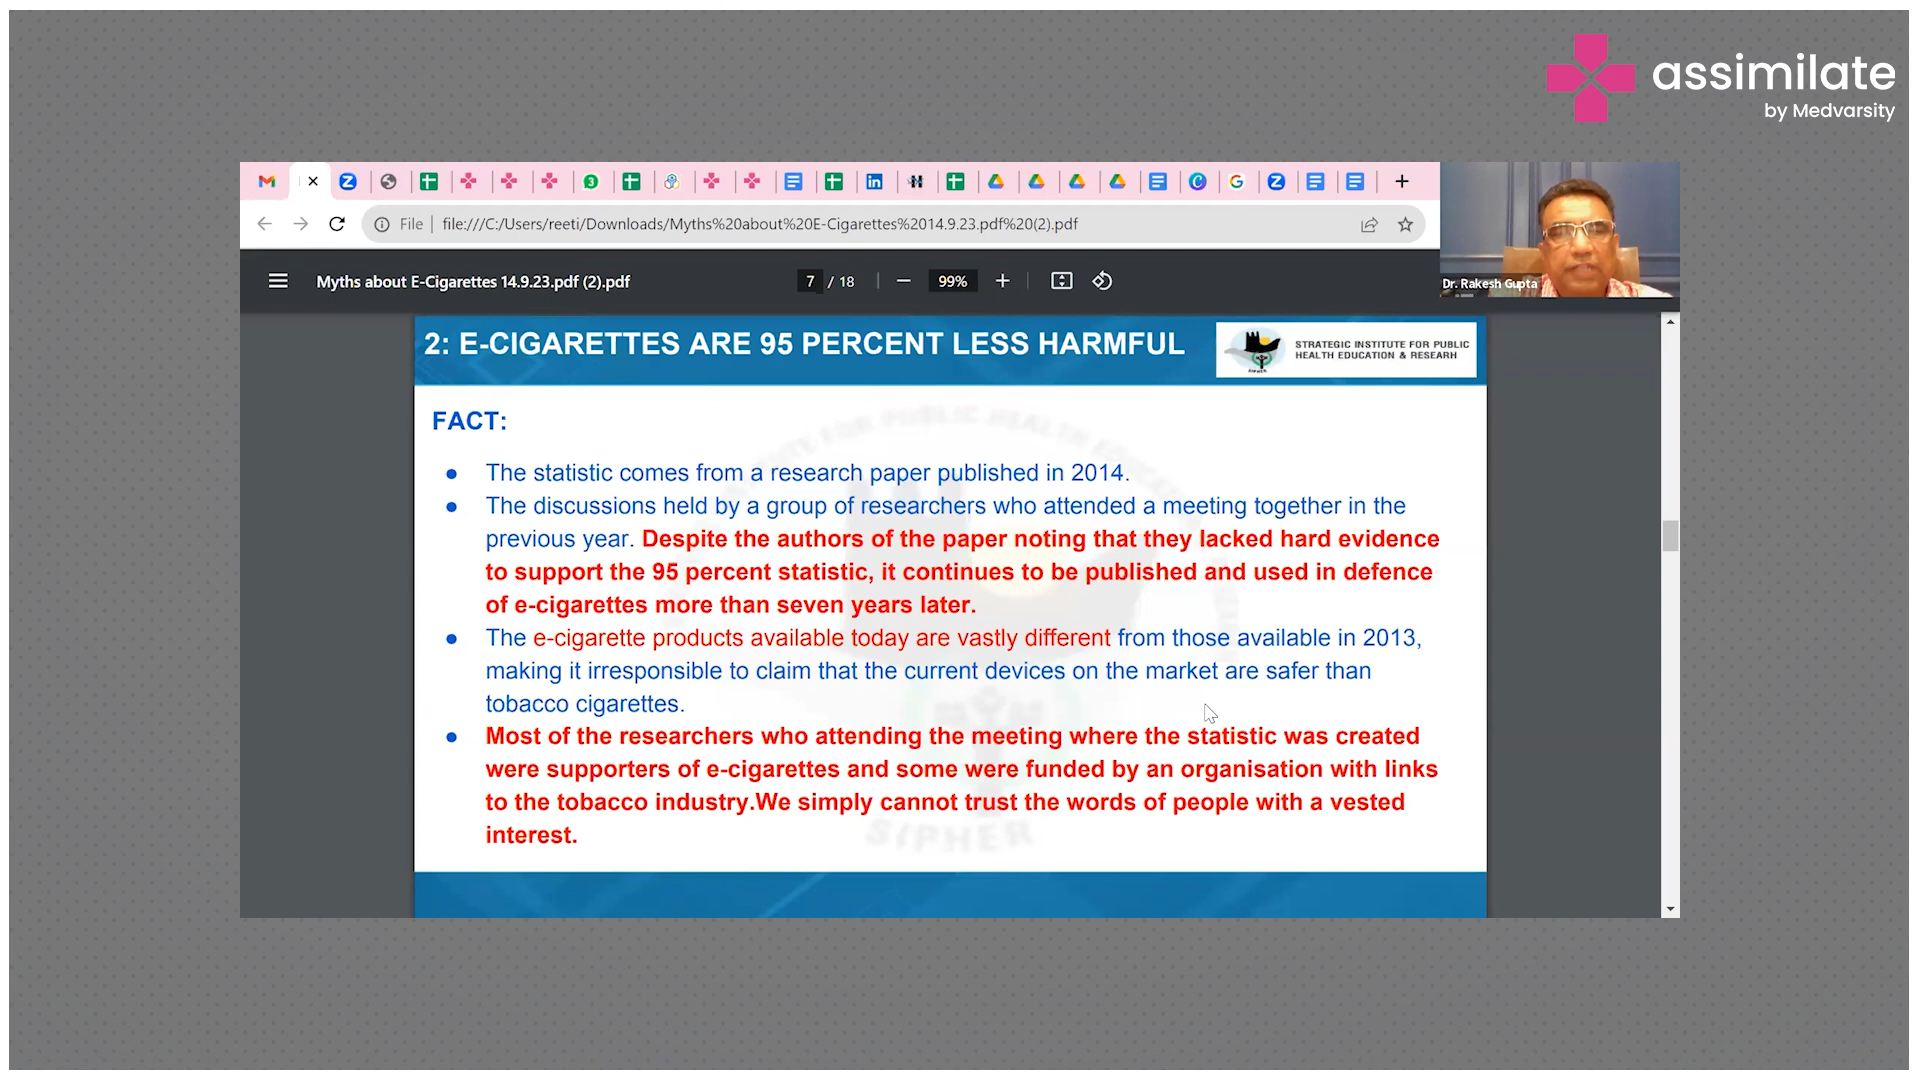 assimilate
by Medvarsity
File
file:///C:/Users/reeti/Downloads/Myths%20about%20E-Cigarettes%2014.9.23.pdf%20(2).pdf
Myths about E-Cigarettes 14.9.23.pdf (2).pdf
7 / 18
99%
Dr. Rakesh Gupta
2: E-CIGARETTES ARE 95 PERCENT LESS HARMFUL
STRATEGIC INSTITUTE FOR PUBLIC
HEALTH EDUCATION & RESEARH
SIPHER
FACT:
● The statistic comes from a research paper published in 2014.
● The discussions held by a group of researchers who attended a meeting together in the
previous year. Despite the authors of the paper noting that they lacked hard evidence
to support the 95 percent statistic, it continues to be published and used in defence
of e-cigarettes more than seven years later.
● The e-cigarette products available today are vastly different from those available in 2013,
making it irresponsible to claim that the current devices on the market are safer than
tobacco cigarettes.
● Most of the researchers who attending the meeting where the statistic was created
were supporters of e-cigarettes and some were funded by an organisation with links
to the tobacco industry.We simply cannot trust the words of people with a vested
interest.
SIPHER